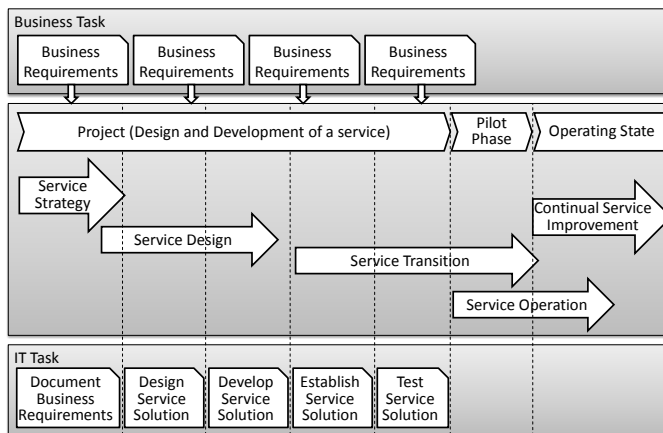 Business Task
Business
Requirements
Business
Requirements
Business
Requirements
Business
Requirements
Project (Design and Development of a service)
Pilot
Phase
Operating State
Service
Strategy
Service Design
Service Transition
Continual Service
Improvement
Service Operation
IT Task
Document
Business
Requirements
Design
Service
Solution
Develop
Service
Solution
Establish
Service
Solution
Test
Service
Solution